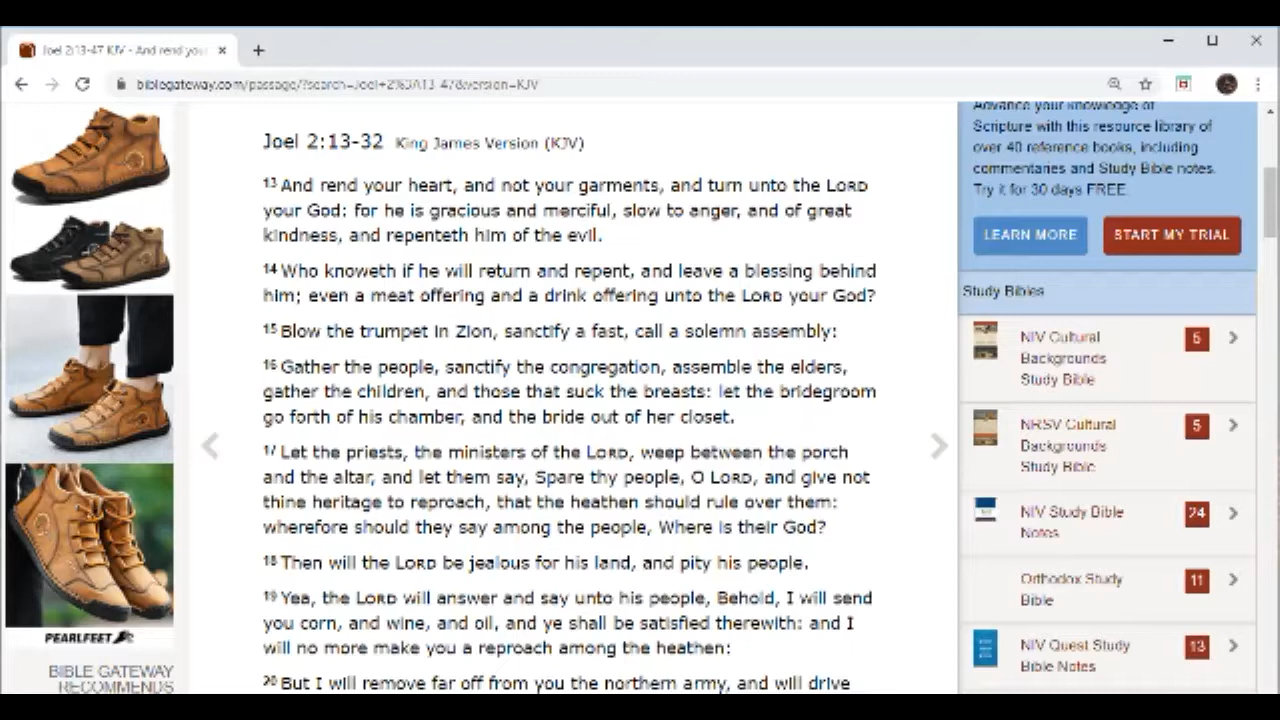 Joel 2:13-47 KJV - And rend you
biblegateway.com/passage/?search=Joel+2%3A13-47&version=KJV
Joel 2:13-32 King James Version (KJV)
13 And rend your heart, and not your garments, and turn unto the LORD
your God: for he is gracious and merciful, slow to anger, and of great
kindness, and repenteth him of the evil.
14 Who knoweth if he will return and repent, and leave a blessing behind
him; even a meat offering and a drink offering unto the LORD your God?
15 Blow the trumpet in Zion, sanctify a fast, call a solemn assembly:
16 Gather the people, sanctify the congregation, assemble the elders,
gather the children, and those that suck the breasts: let the bridegroom
go forth of his chamber, and the bride out of her closet.
17 Let the priests, the ministers of the LORD, weep between the porch
and the altar, and let them say, Spare thy people, O LORD, and give not
thine heritage to reproach, that the heathen should rule over them:
wherefore should they say among the people, Where is their God?
18 Then will the LORD be jealous for his land, and pity his people.
19 Yea, the LORD will answer and say unto his people, Behold, I will send
you corn, and wine, and oil, and ye shall be satisfied therewith: and I
will no more make you a reproach among the heathen:
20 But I will remove far off from you the northern army, and will drive
PEARLFEET
BIBLE GATEWAY
RECOMMENDS
Advance your knowledge of
Scripture with this resource library of
over 40 reference books, including
commentaries and Study Bible notes.
Try it for 30 days FREE.
LEARN MORE START MY TRIAL
Study Bibles
NIV Cultural 5
Backgrounds
Study Bible
NRSV Cultural 5
Backgrounds
Study Bible
NIV Study Bible 24
Notes
Orthodox Study 11
Bible
NIV Quest Study 13
Bible Notes